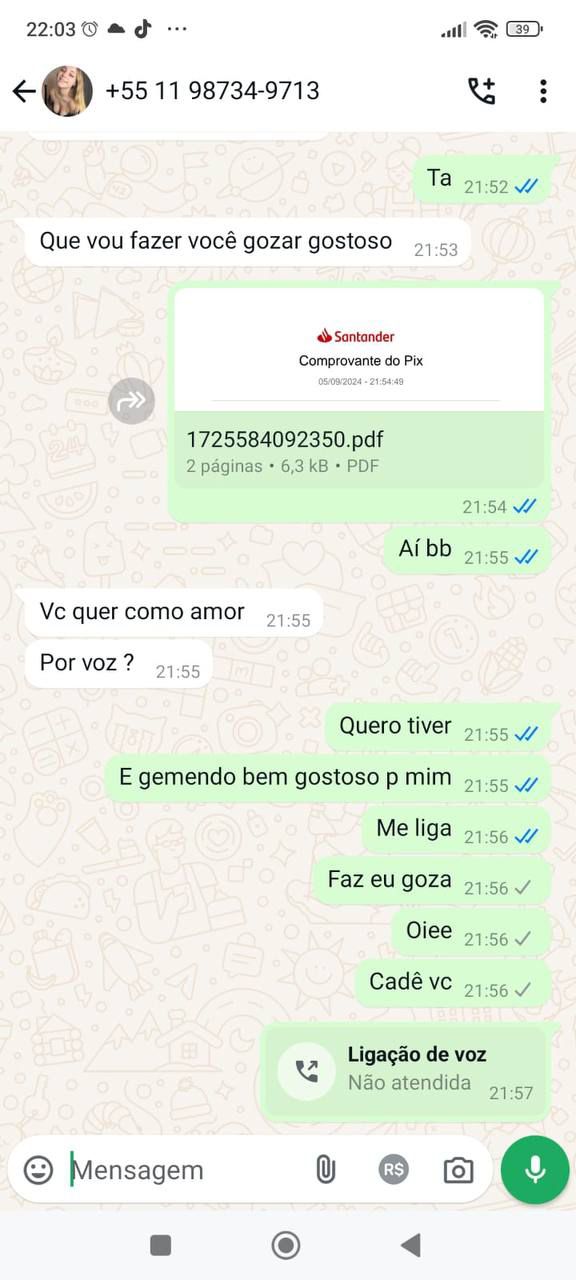 22:03
39
+55 11 98734-9713
Ta 21:52
Que vou fazer você gozar gostoso 21:53
Santander
Comprovante do Pix
05/09/2024 - 21:54:49
1725584092350.pdf
2 páginas • 6,3 kB • PDF
21:54
Aí bb 21:55
Vc quer como amor 21:55
Por voz ? 21:55
Quero tiver 21:55
E gemendo bem gostoso p mim 21:55
Me liga 21:56
Faz eu goza 21:56
Oiee 21:56
Cadê vc 21:56
Ligação de voz
Não atendida 21:57
Mensagem
R$